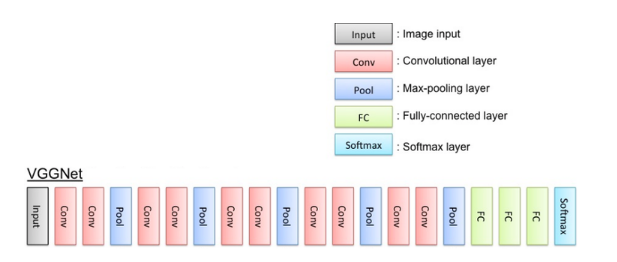 Input : Image input
Conv : Convolutional layer
Pool : Max-pooling layer
FC : Fully-connected layer
Softmax : Softmax layer
VGGNet
Input Conv Conv Pool Conv Conv Pool Conv Conv Pool Conv Conv Pool Conv Conv Pool FC FC FC Softmax